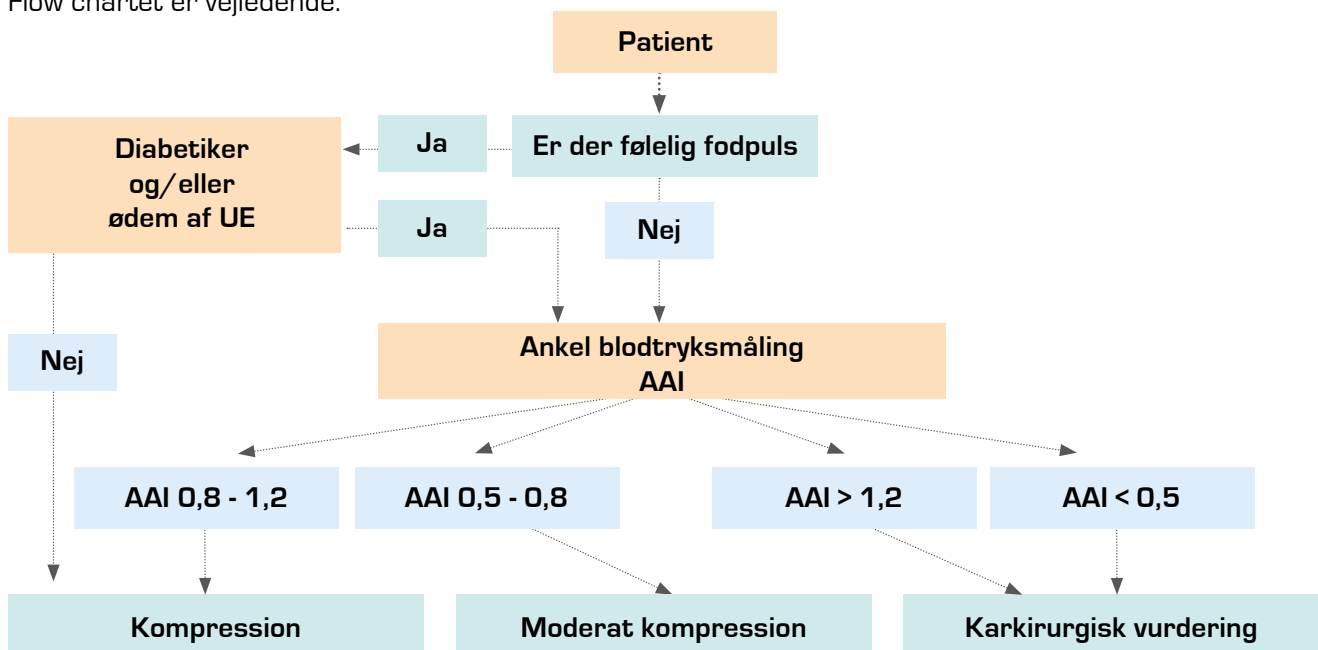 Flow chartet er vejledende.
Patient
Er der følelig fodpuls
Ja
Diabetiker
og/eller
ødem af UE
Ja
Nej
Nej
Ankel blodtryksmåling
AAI
AAI 0,8 - 1,2
AAI 0,5 - 0,8
AAI > 1,2
AAI < 0,5
Kompression
Moderat kompression
Karkirurgisk vurdering